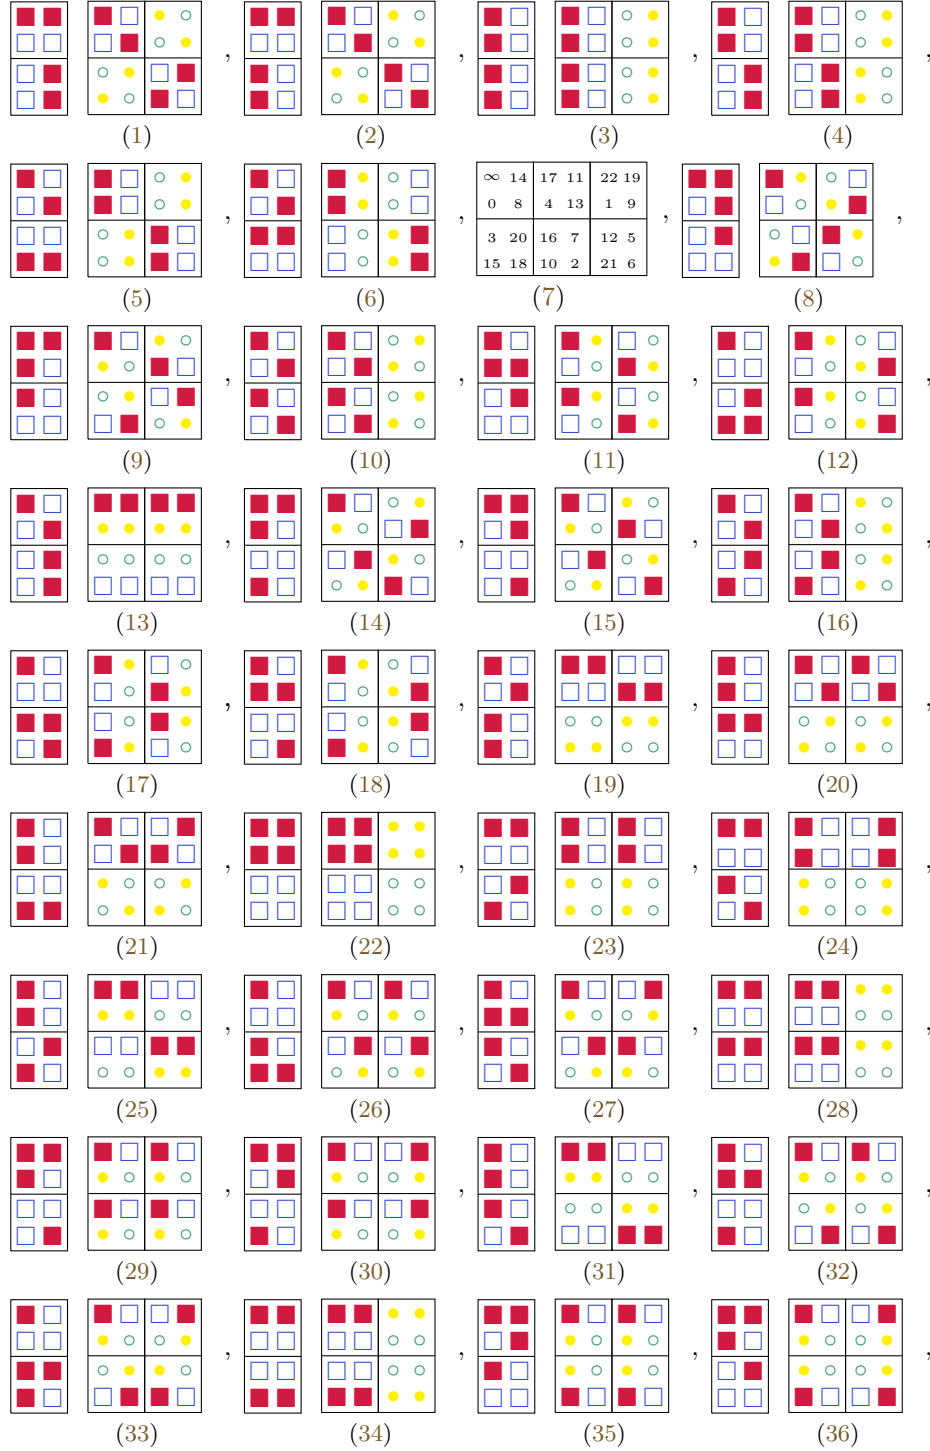 , , , ,
(1) (2) (3) (4)
∞ 14 17 11 22 19
0 8 4 13 1 9
3 20 16 7 12 5
15 18 10 2 21 6
, , ,
(5) (6) (7) (8)
, , , ,
(9) (10) (11) (12)
, , , ,
(13) (14) (15) (16)
, , , ,
(17) (18) (19) (20)
, , , ,
(21) (22) (23) (24)
, , , ,
(25) (26) (27) (28)
, , , ,
(29) (30) (31) (32)
, , , ,
(33) (34) (35) (36)